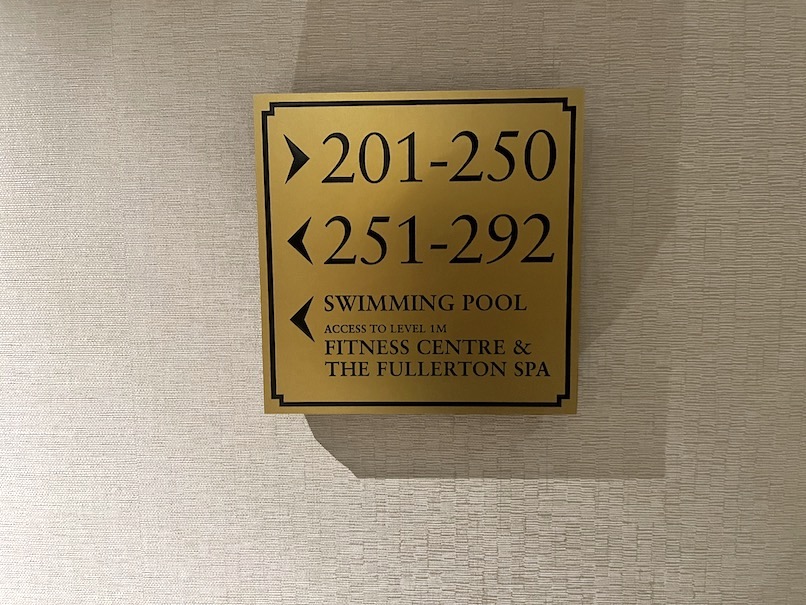 201-250
251-292
SWIMMING POOL
ACCESS TO LEVEL 1M
FITNESS CENTRE &
THE FULLERTON SPA